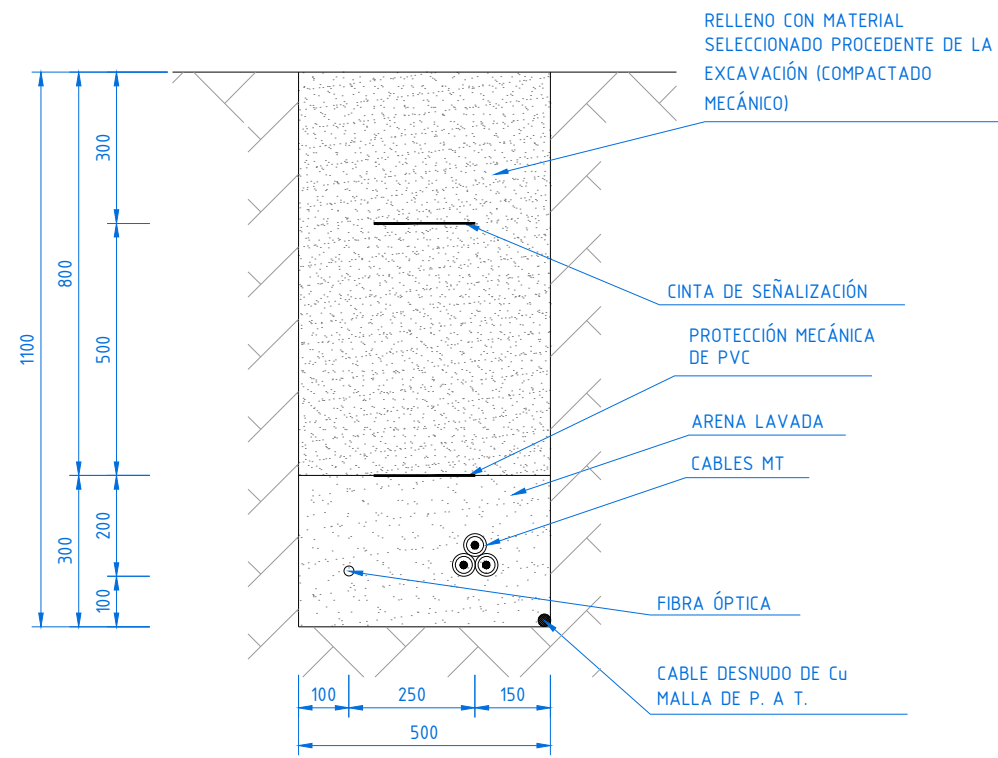 RELLENO CON MATERIAL
SELECCIONADO PROCEDENTE DE LA
EXCAVACIÓN (COMPACTADO
MECÁNICO)
300
800
1100
500
CINTA DE SEÑALIZACIÓN
PROTECCIÓN MECÁNICA
DE PVC
ARENA LAVADA
CABLES MT
200
300
100
FIBRA ÓPTICA
CABLE DESNUDO DE Cu
MALLA DE P. A T.
100
250
150
500